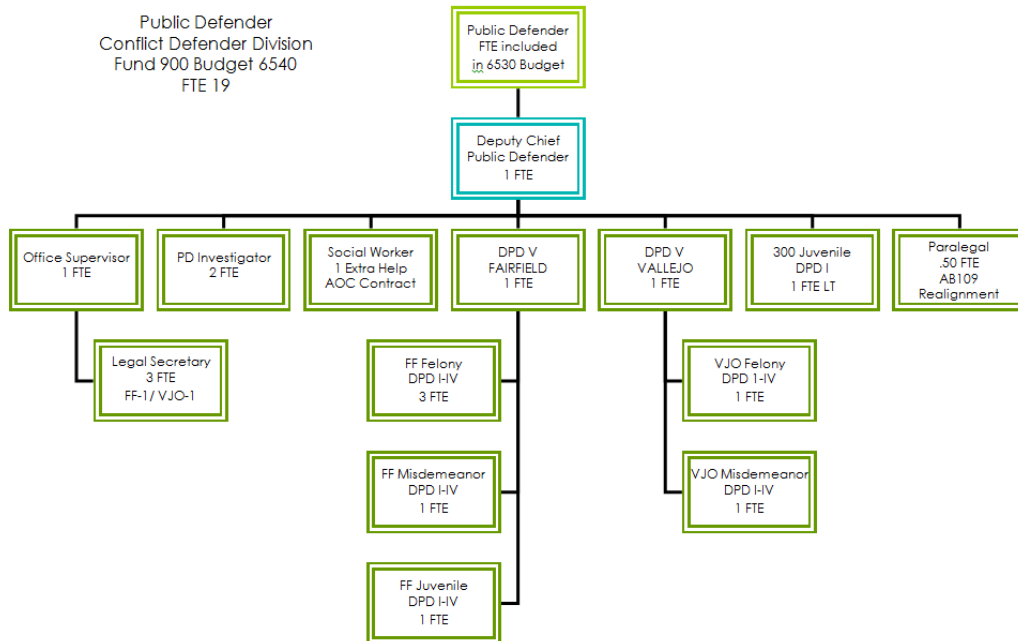 Public Defender
Conflict Defender Division
Fund 900 Budget 6540
FTE 19
Public Defender
FTE included
in 6530 Budget
Deputy Chief
Public Defender
1 FTE
Office Supervisor
1 FTE
PD Investigator
2 FTE
Social Worker
1 Extra Help
AOC Contract
DPD V
FAIRFIELD
1 FTE
DPD V
VALLEJO
1 FTE
300 Juvenile
DPD I
1 FTE LT
Paralegal
.50 FTE
AB109
Realignment
Legal Secretary
3 FTE
FF-1/ VJO-1
FF Felony
DPD I-IV
3 FTE
VJO Felony
DPD 1-IV
1 FTE
FF Misdemeanor
DPD I-IV
1 FTE
VJO Misdemeanor
DPD I-IV
1 FTE
FF Juvenile
DPD I-IV
1 FTE